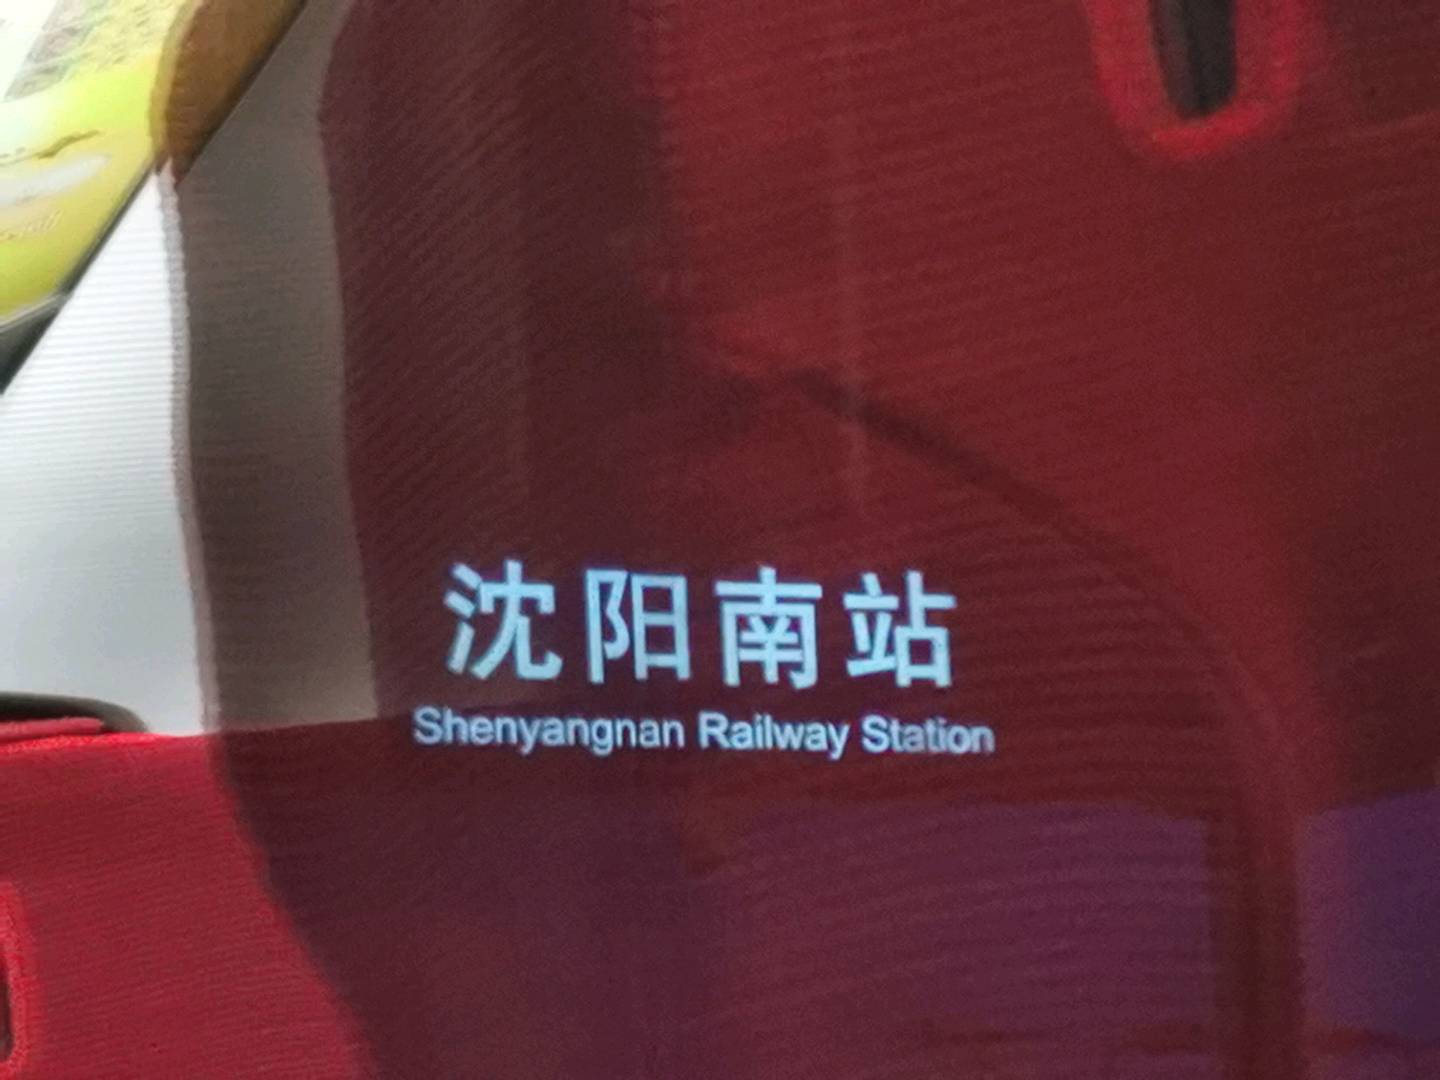 沈阳南站
Shenyangnan Railway Station